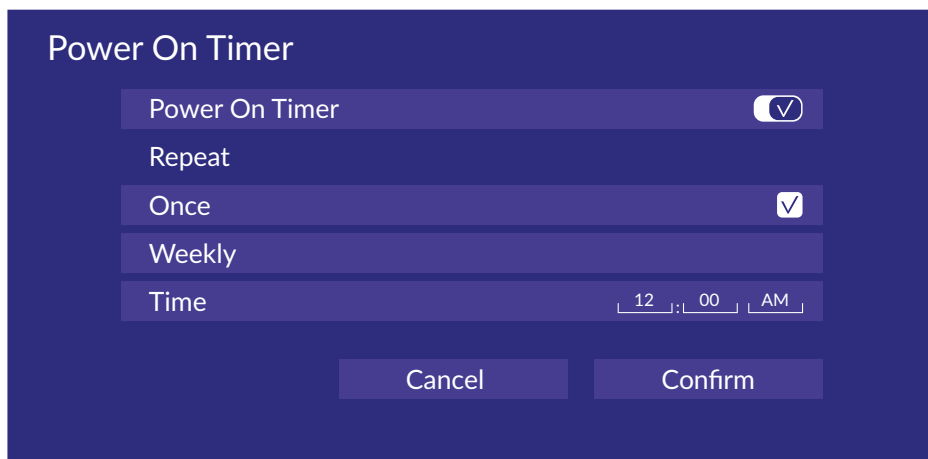 Power On Timer
Power On Timer
Repeat
Once
Weekly
Time 12 : 00 AM
Cancel Confirm